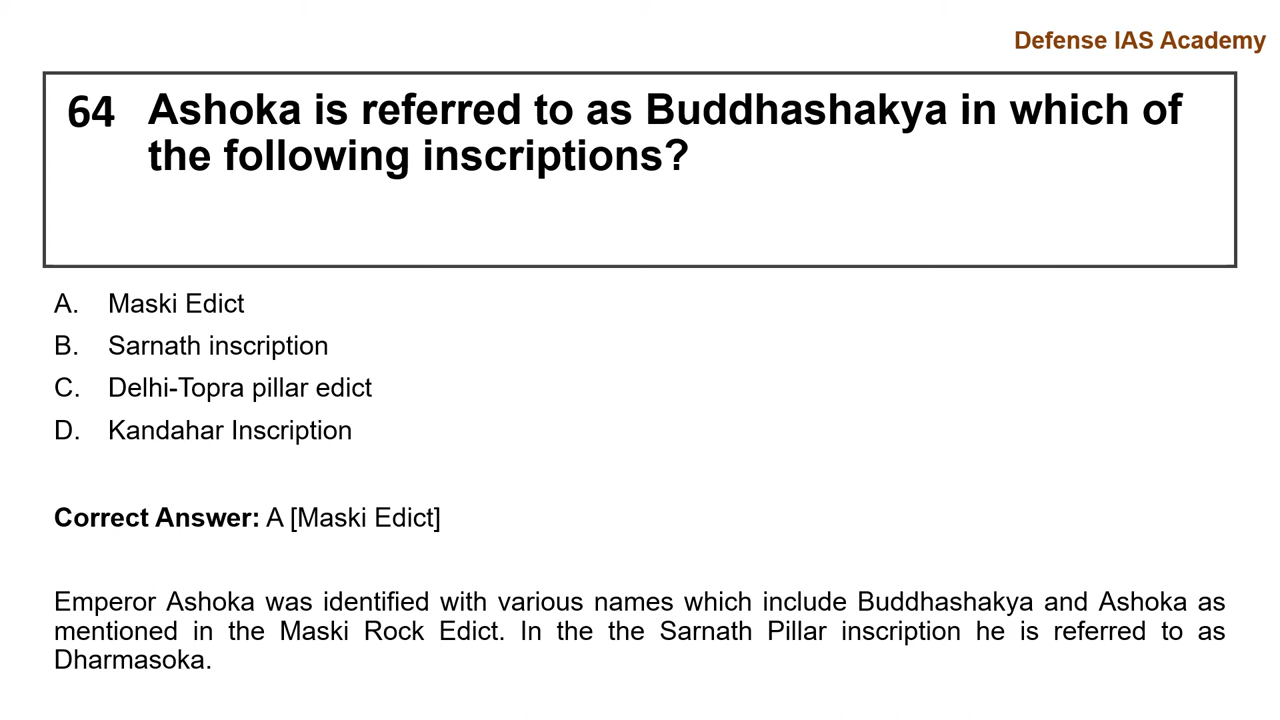 Defense IAS Academy
64 Ashoka is referred to as Buddhashakya in which of
the following inscriptions?
A. Maski Edict
B. Sarnath inscription
C. Delhi-Topra pillar edict
D. Kandahar Inscription
Correct Answer: A [Maski Edict]
Emperor Ashoka was identified with various names which include Buddhashakya and Ashoka as
mentioned in the Maski Rock Edict. In the the Sarnath Pillar inscription he is referred to as
Dharmasoka.